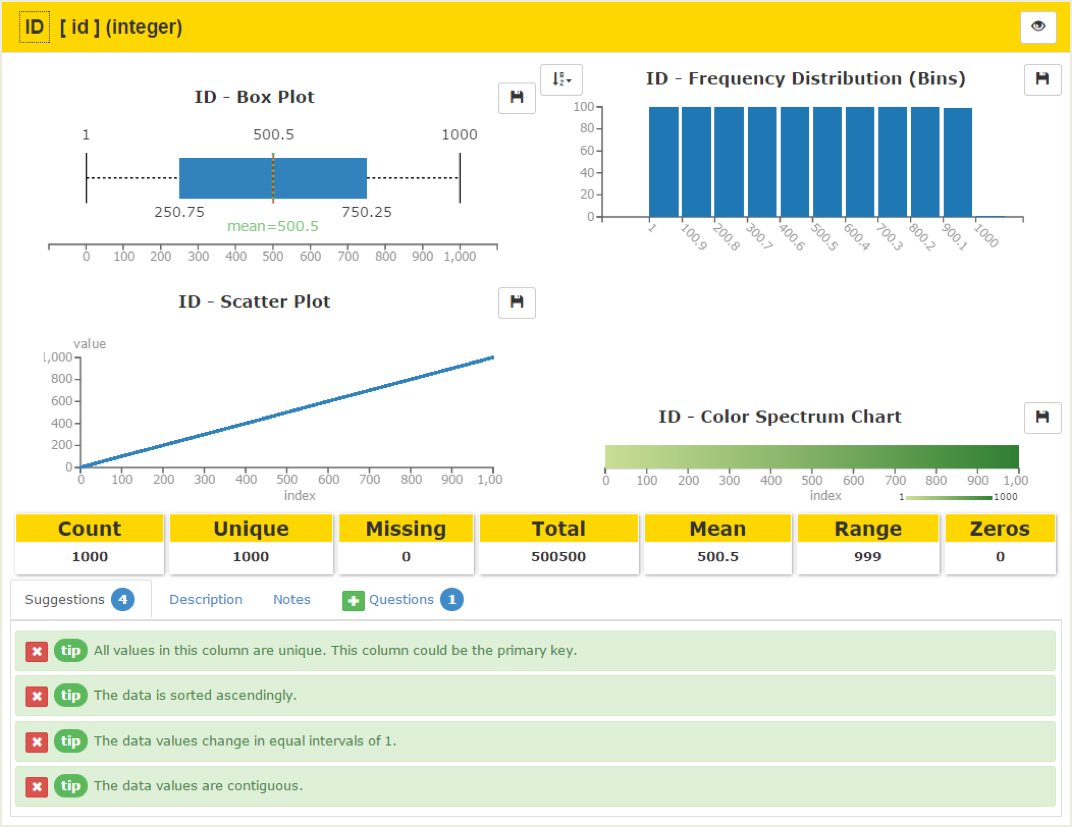 ID [ id ] (integer)
ID - Box Plot
1 500.5 1000
250.75 750.25
mean=500.5
0 100 200 300 400 500 600 700 800 900 1,000
ID - Frequency Distribution (Bins)
100
80
60
40
20
0
1 100.9 200.8 300.7 400.6 500.5 600.4 700.3 800.2 900.1 1000
ID - Scatter Plot
value
1,000
800
600
400
200
0
0 100 200 300 400 500 600 700 800 900 1,00
index
ID - Color Spectrum Chart
0 100 200 300 400 500 600 700 800 900 1,00
index 1 1000
Count Unique Missing Total Mean Range Zeros
1000 1000 0 500500 500.5 999 0
Suggestions 4 Description Notes Questions 1
tip All values in this column are unique. This column could be the primary key.
tip The data is sorted ascendingly.
tip The data values change in equal intervals of 1.
tip The data values are contiguous.